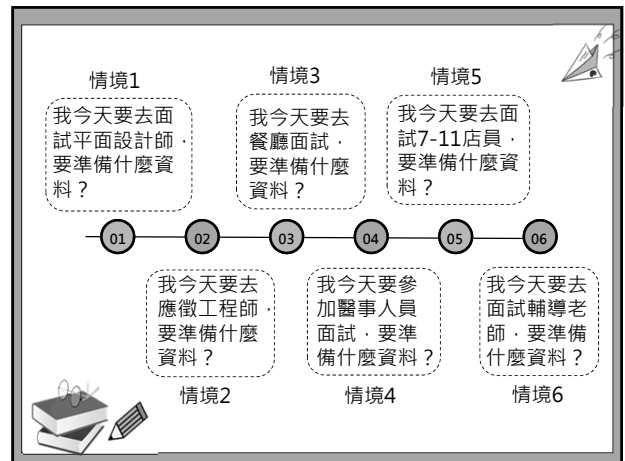 情境1
我今天要去面
試平面設計師，
要準備什麼資
料？
情境3
我今天要去
餐廳面試，
要準備什麼
資料？
情境5
我今天要去面
試7-11店員，
要準備什麼資
料？
01
02
03
04
05
06
我今天要去
應徵工程師，
要準備什麼
資料？
情境2
我今天要參
加醫事人員
面試，要準
備什麼資料？
情境4
我今天要去
面試輔導老
師，要準備
什麼資料？
情境6